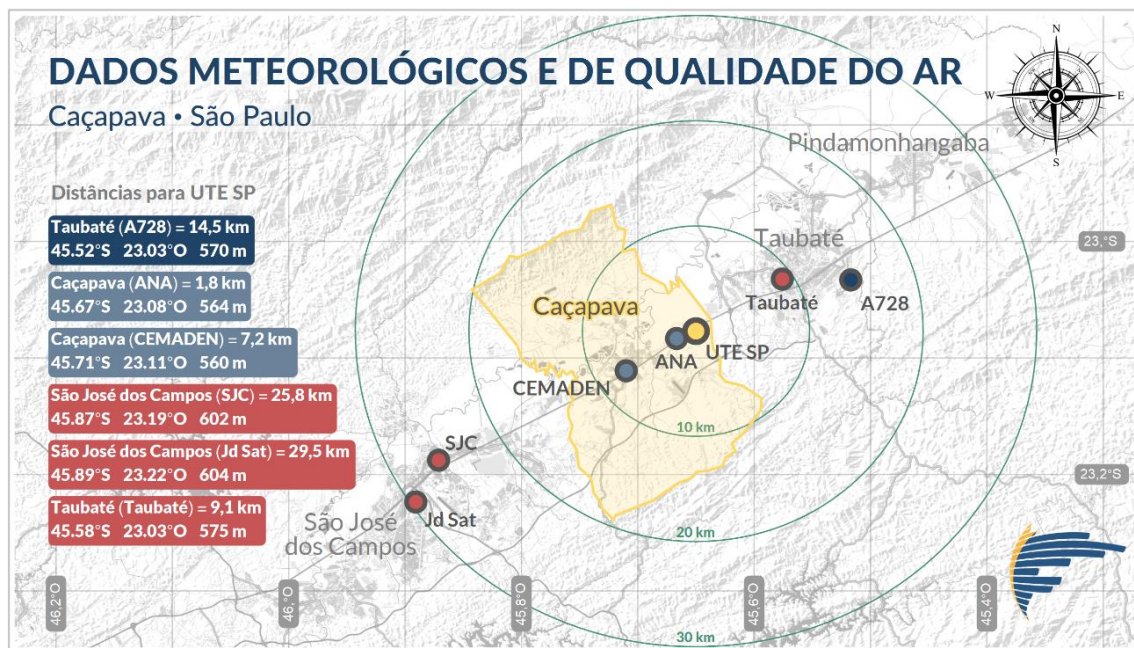 DADOS METEOROLÓGICOS E DE QUALIDADE DO AR
Caçapava • São Paulo
N
W
E
S
Pindamonhangaba
Distâncias para UTE SP
Taubaté (A728) = 14,5 km
45.52°S 23.03°O 570 m
Caçapava (ANA) = 1,8 km
45.67°S 23.08°O 564 m
Caçapava (CEMADEN) = 7,2 km
45.71°S 23.11°O 560 m
São José dos Campos (SJC) = 25,8 km
45.87°S 23.19°O 602 m
São José dos Campos (Jd Sat) = 29,5 km
45.89°S 23.22°O 604 m
Taubaté (Taubaté) = 9,1 km
45.58°S 23.03°O 575 m
Taubaté
23,°S
Taubaté
A728
Caçapava
UTE SP
ANA
CEMADEN
10 km
SJC
23,2°S
Jd Sat
São José
dos Campos
20 km
30 km
46,2°O
46,°O
45,8°O
45,6°O
45,4°O